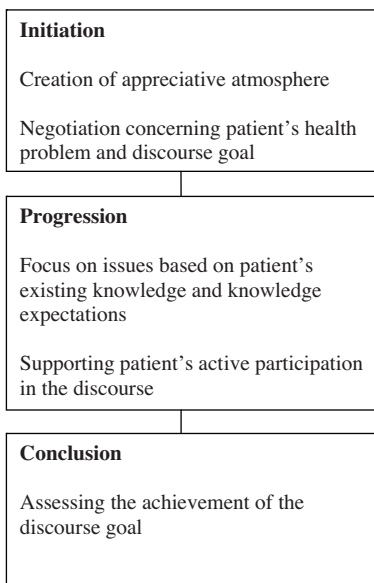 Initiation
Creation of appreciative atmosphere
Negotiation concerning patient's health
problem and discourse goal
Progression
Focus on issues based on patient's
existing knowledge and knowledge
expectations
Supporting patient's active participation
in the discourse
Conclusion
Assessing the achievement of the
discourse goal